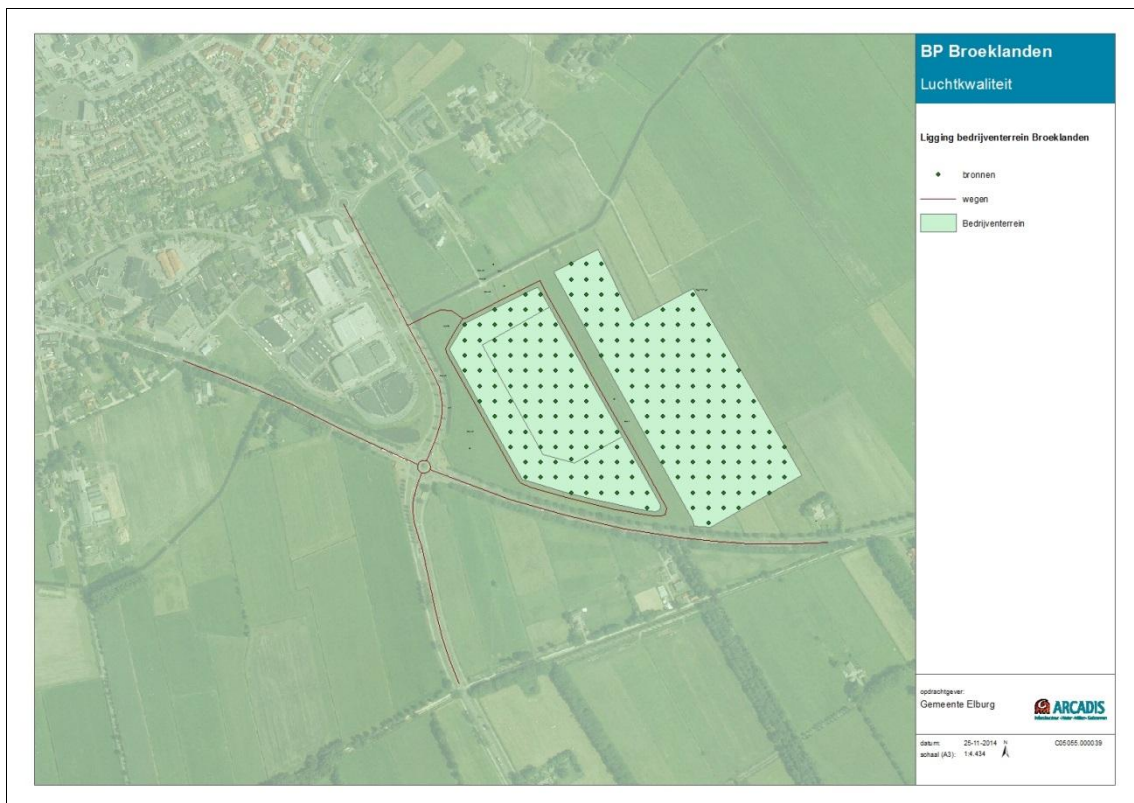 BP Broeklanden
Luchtkwaliteit
Ligging bedrijventerrein Broeklanden
bronnen
wegen
Bedrijventerrein
opdrachtgever:
Gemeente Elburg
ARCADIS
datum: 25-11-2014 N C05055.000039
schaal (A3): 1:4.434